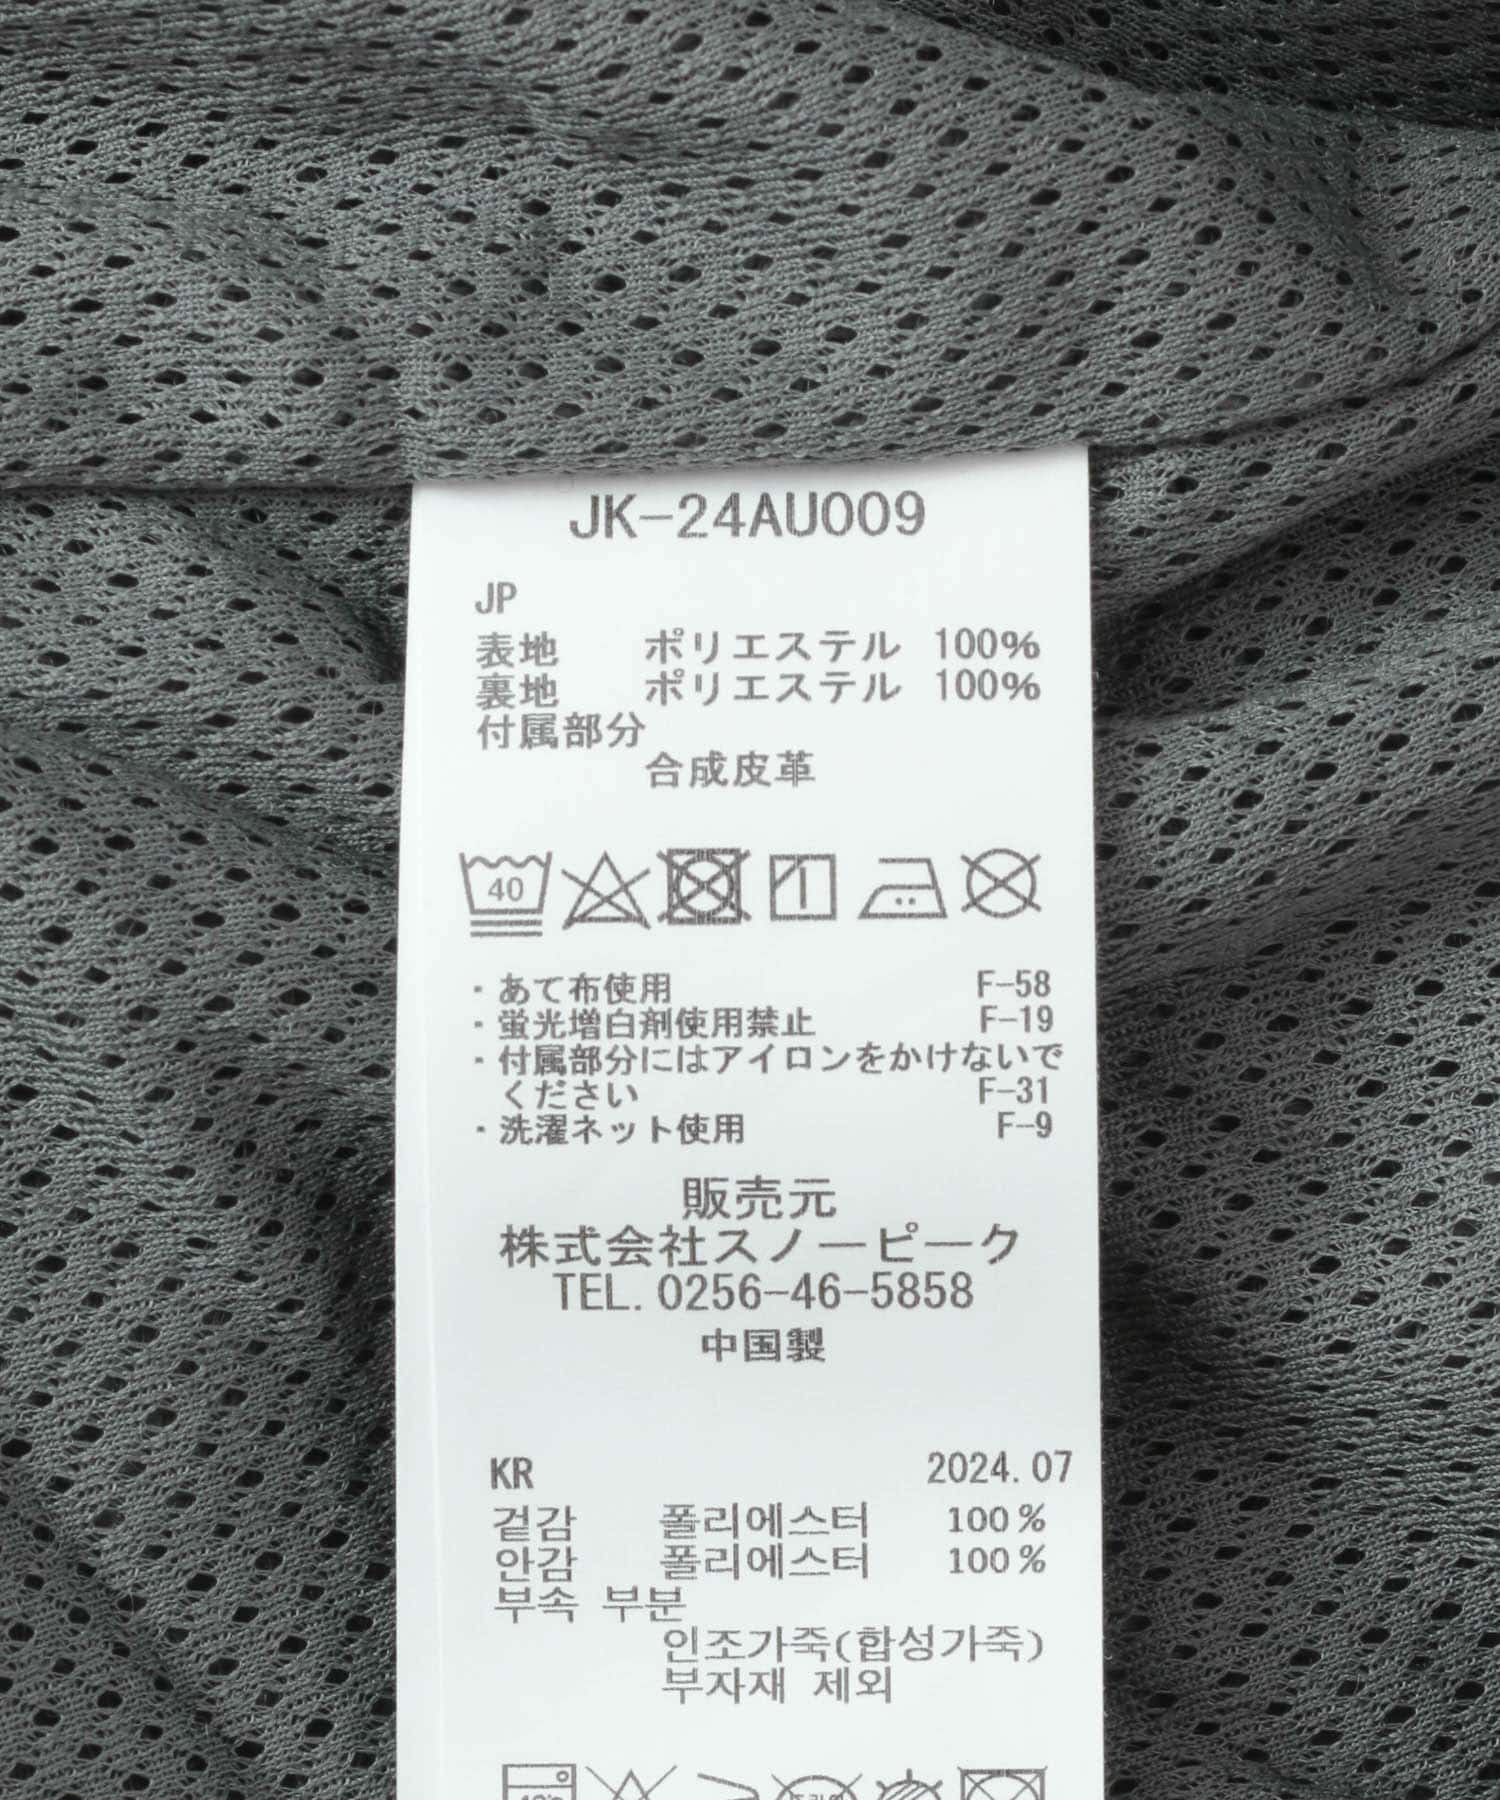 JK-24AU009
JP
表地 ポリエステル 100%
裏地 ポリエステル 100%
付属部分
合成皮革
40
・あて布使用 F-58
・蛍光増白剤使用禁止 F-19
・付属部分にはアイロンをかけないで
ください F-31
・洗濯ネット使用 F-9
販売元
株式会社スノーピーク
TEL. 0256-46-5858
中国製
KR 2024.07
겉감 폴리에스터 100%
안감 폴리에스터 100%
부속 부분
인조가죽(합성가죽)
부자재 제외